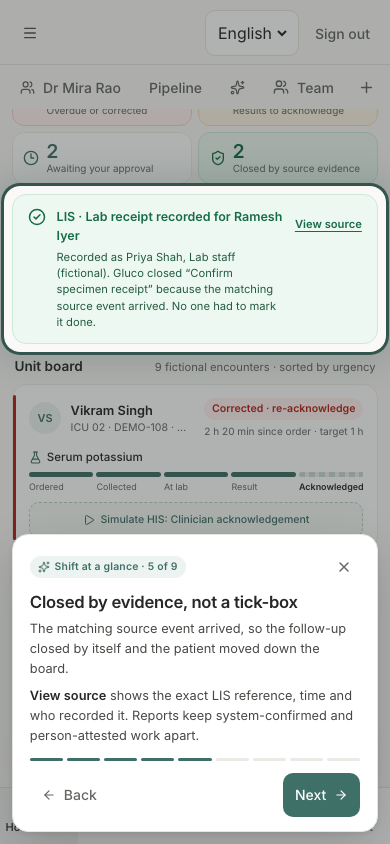 English
Sign out
Dr Mira Rao
Pipeline
Team
Overdue or corrected
Results to acknowledge
2
Awaiting your approval
2
Closed by source evidence
LIS · Lab receipt recorded for Ramesh
Iyer
View source
Recorded as Priya Shah, Lab staff
(fictional). Gluco closed “Confirm
specimen receipt” because the matching
source event arrived. No one had to mark
it done.
Unit board
9 fictional encounters · sorted by urgency
VS
Vikram Singh
ICU 02 · DEMO-108 · ...
Corrected · re-acknowledge
2 h 20 min since order · target 1 h
Serum potassium
Ordered
Collected
At lab
Result
Acknowledged
Simulate HIS: Clinician acknowledgement
Shift at a glance · 5 of 9
Closed by evidence, not a tick-box
The matching source event arrived, so the follow-up
closed by itself and the patient moved down the
board.
View source shows the exact LIS reference, time and
who recorded it. Reports keep system-confirmed and
person-attested work apart.
Back
Next